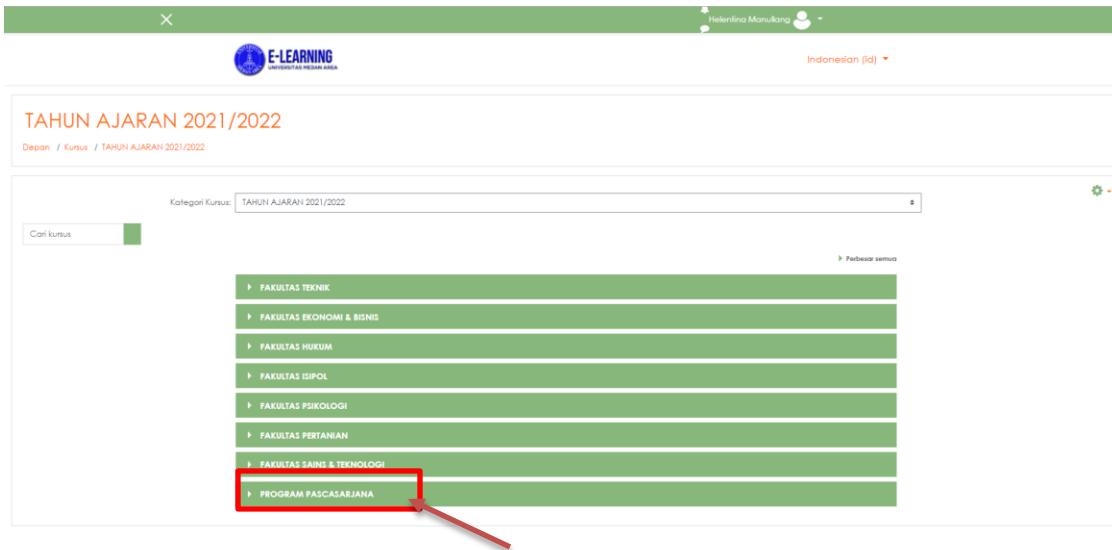 Helentina Manullang
E-LEARNING
UNIVERSITAS MEDAN AREA
Indonesian (id)
TAHUN AJARAN 2021/2022
Depan / Kursus / TAHUN AJARAN 2021/2022
Kategori Kursus: TAHUN AJARAN 2021/2022
Cari kursus
Perbesar semua
FAKULTAS TEKNIK
FAKULTAS EKONOMI & BISNIS
FAKULTAS HUKUM
FAKULTAS ISIPOL
FAKULTAS PSIKOLOGI
FAKULTAS PERTANIAN
FAKULTAS SAINS & TEKNOLOGI
PROGRAM PASCASARJANA